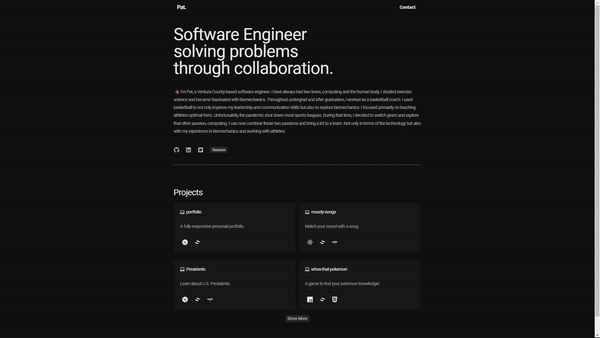 Pat.
Contact
Software Engineer
solving problems
through collaboration.
I'm Pat, a Ventura County based software engineer. I have always had two loves, computing and the human body. I studied exercise
science and became fascinated with biomechanics. Throughout undergrad and after graduation, I worked as a basketball coach. I used
basketball to not only improve my leadership and communication skills but also to explore biomechanics. I focused primarily on teaching
athletes optimal form. Unfortunately, the pandemic shut down most sports leagues. During that time, I decided to switch gears and explore
that other passion, computing. I can now combine these two passions and bring a lot to a team. Not only in terms of the technology but also
with my experience in biomechanics and working with athletes.
Resume
Projects
portfolio
A fully responsive personal portfolio.
moody-songs
Match your mood with a song.
Presidents
Learn about U.S. Presidents.
whos-that-pokemon
A game to test your pokemon knowledge!
Show More